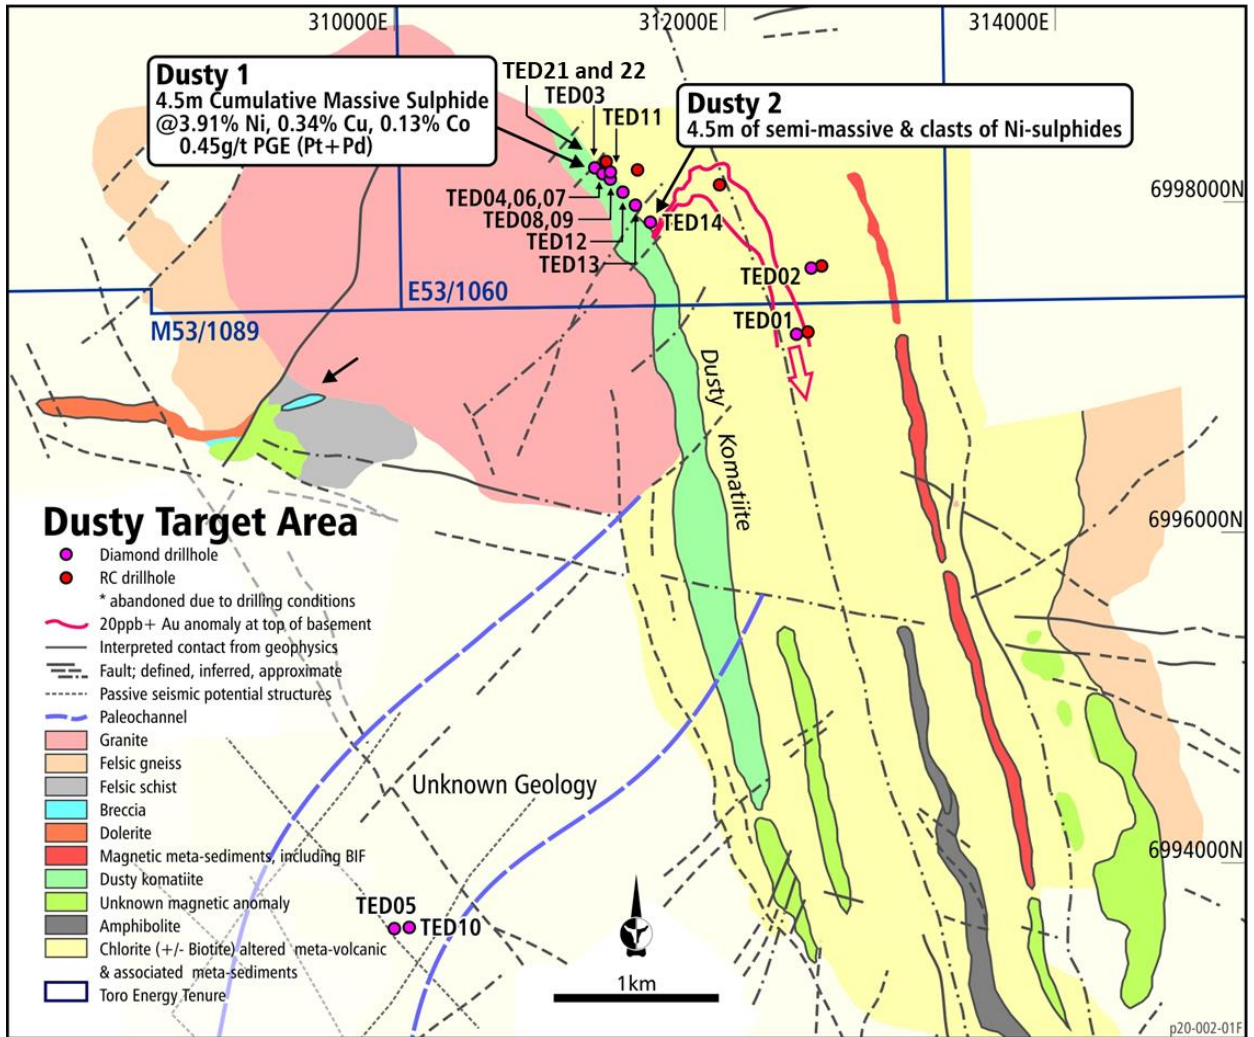 310000E
312000E
314000E
Dusty 1
4.5m Cumulative Massive Sulphide
@3.91% Ni, 0.34% Cu, 0.13% Co
0.45g/t PGE (Pt+Pd)
TED21 and 22
TED03
TED11
Dusty 2
4.5m of semi-massive & clasts of Ni-sulphides
6998000N
TED04,06,07
TED08,09
TED12
TED13
TED14
TED02
TED01
E53/1060
M53/1089
Dusty Komatiite
6996000N
Dusty Target Area
Diamond drillhole
RC drillhole
* abandoned due to drilling conditions
20ppb+ Au anomaly at top of basement
Interpreted contact from geophysics
Fault; defined, inferred, approximate
Passive seismic potential structures
Paleochannel
Granite
Felsic gneiss
Felsic schist
Breccia
Dolerite
Magnetic meta-sediments, including BIF
Dusty komatiite
Unknown magnetic anomaly
Amphibolite
Chlorite (+/- Biotite) altered meta-volcanic
& associated meta-sediments
Toro Energy Tenure
Unknown Geology
6994000N
TED05
TED10
1km
p20-002-01F